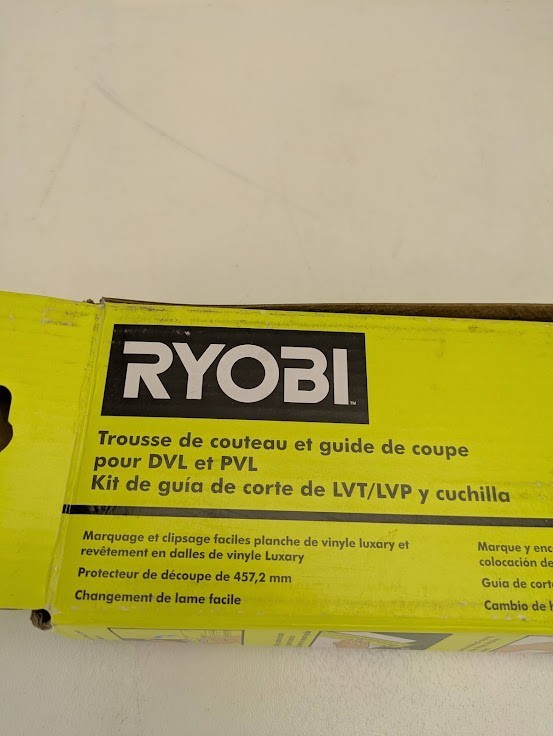 RYOBI
Trousse de couteau et guide de coupe
pour DVL et PVL
Kit de guía de corte de LVT/LVP y cuchilla
Marquage et clipsage faciles planche de vinyle luxary et
revêtement en dalles de vinyle Luxary
Protecteur de découpe de 457,2 mm
Changement de lame facile
Marque y enc
colocación de
Guia de cort
Cambio de h